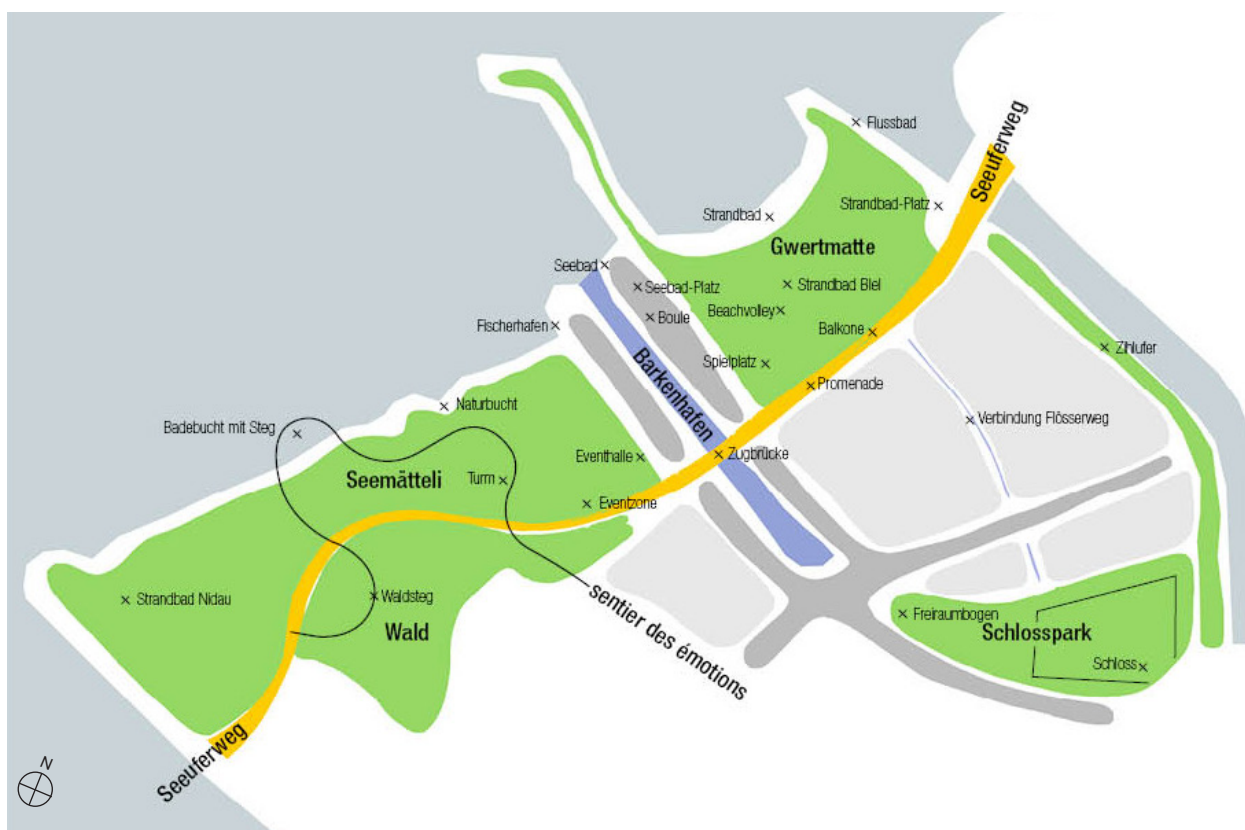 Flussbad
Seeuferweg
Strandbad-Platz
Strandbad
Gwertmatte
Seebad
Seebad-Platz
Strandbad Biel
Beachvolley
Boule
Fischerhafen
Balkone
Zihlufer
Barkenhafen
Spielplatz
Promenade
Naturbucht
Verbindung Flösserweg
Badebucht mit Steg
Eventhalle
Zugbrücke
Seemätteli
Turm
Eventzone
Strandbad Nidau
Waldsteg
sentier des émotions
Freiraumbogen
Wald
Schlosspark
Schloss
Seeuferweg
N